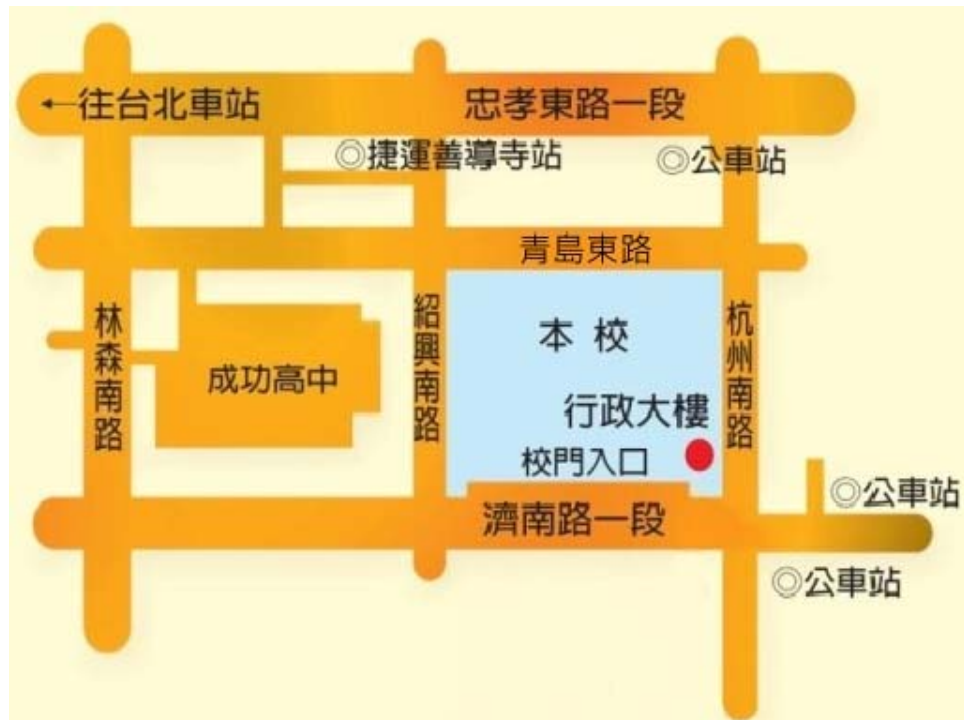 ←往台北車站
忠孝東路一段
◎捷運善導寺站
◎公車站
青島東路
林森南路
紹興南路
杭州南路
本校
成功高中
行政大樓
校門入口
濟南路一段
◎公車站
◎公車站